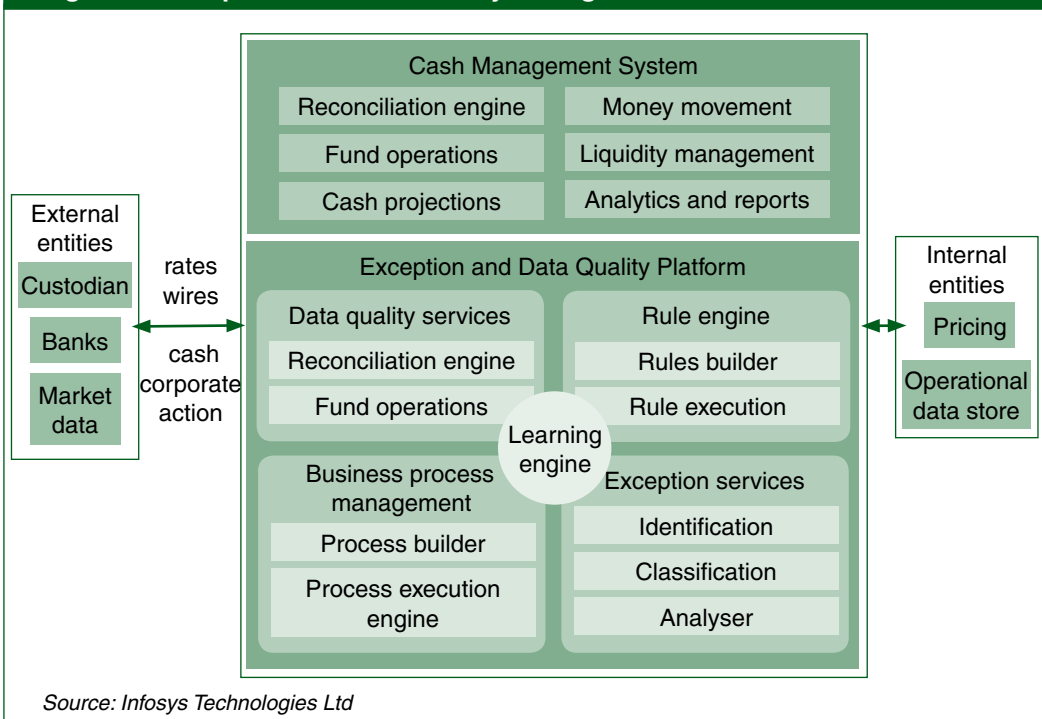 Cash Management System
Reconciliation engine
Money movement
Fund operations
Liquidity management
Cash projections
Analytics and reports
External
entities
Custodian
Banks
Market
data
rates
wires
cash
corporate
action
Exception and Data Quality Platform
Data quality services
Reconciliation engine
Fund operations
Rule engine
Rules builder
Rule execution
Learning
engine
Business process
management
Process builder
Process execution
engine
Exception services
Identification
Classification
Analyser
Internal
entities
Pricing
Operational
data store
Source: Infosys Technologies Ltd